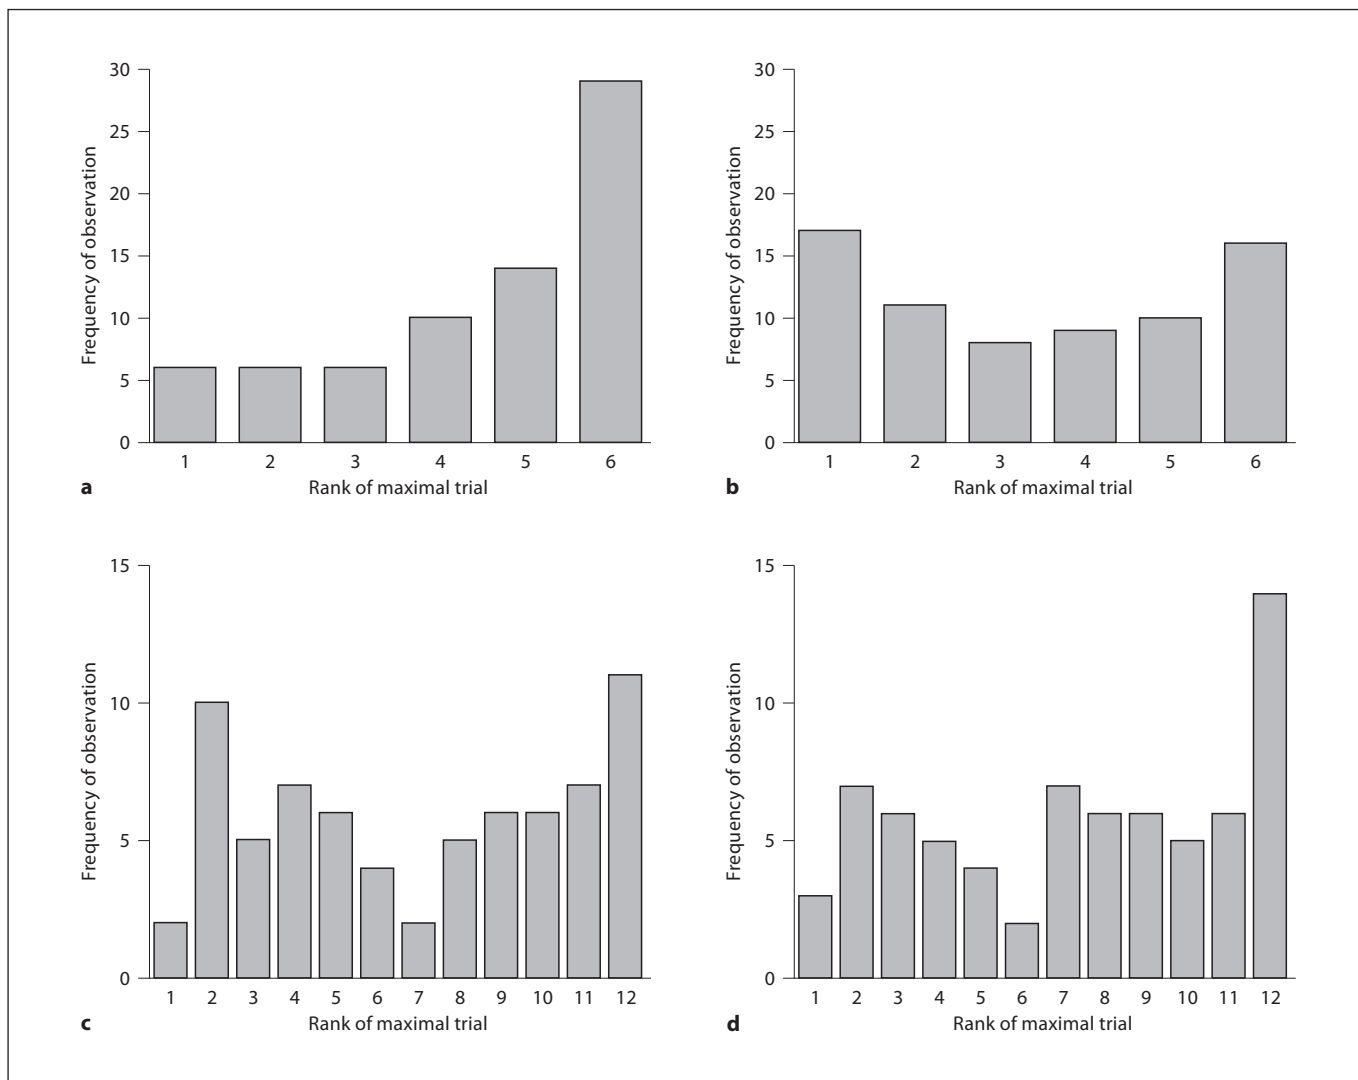 30
25
20
15
10
5
0
Frequency of observation
1 2 3 4 5 6
a Rank of maximal trial
30
25
20
15
10
5
0
Frequency of observation
1 2 3 4 5 6
b Rank of maximal trial
15
10
5
0
Frequency of observation
1 2 3 4 5 6 7 8 9 10 11 12
c Rank of maximal trial
15
10
5
0
Frequency of observation
1 2 3 4 5 6 7 8 9 10 11 12
d Rank of maximal trial